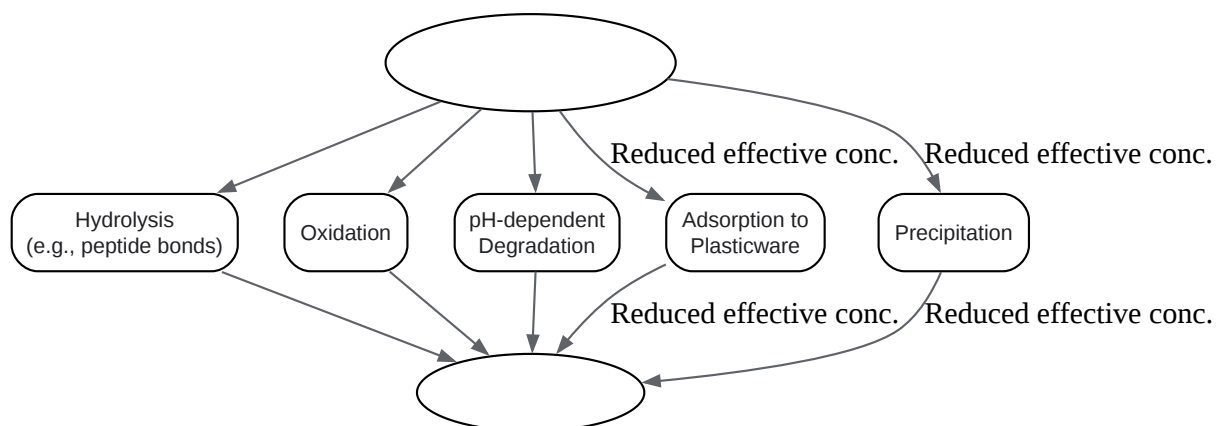 Reduced effective conc.
Reduced effective conc.
Hydrolysis
(e.g., peptide bonds)
Oxidation
pH-dependent
Degradation
Adsorption to
Plasticware
Precipitation
Reduced effective conc.
Reduced effective conc.